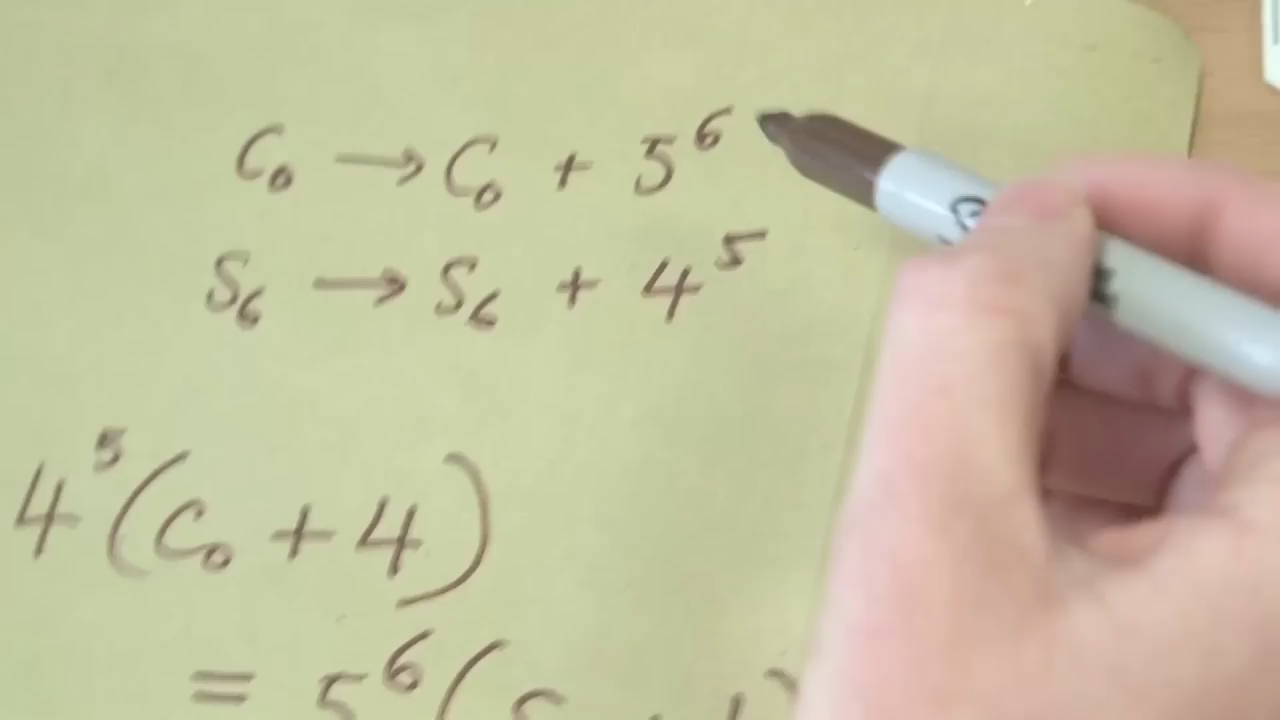 C₀ → C₀ + 5⁶
S₆ → S₆ + 4⁵
4⁵(C₀ + 4)
= 5⁶(